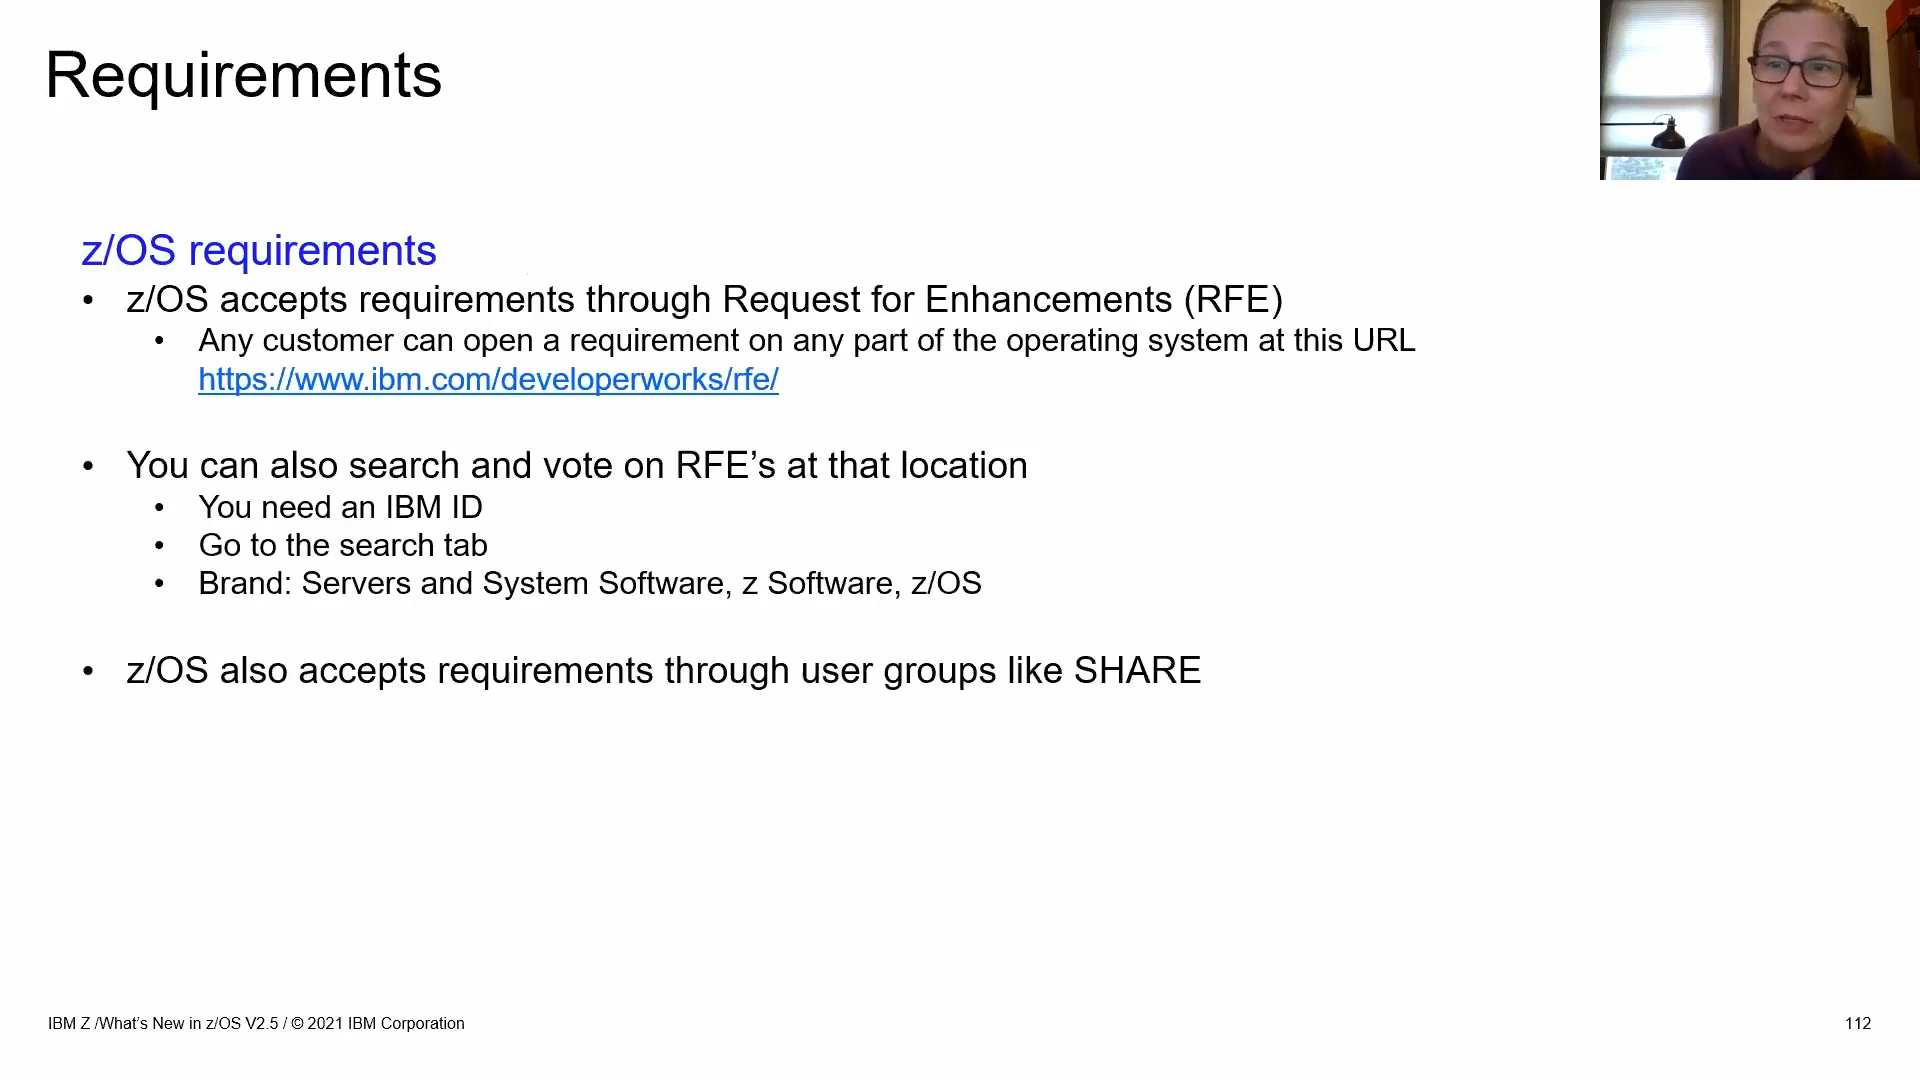 Requirements
z/OS requirements
• z/OS accepts requirements through Request for Enhancements (RFE)
• Any customer can open a requirement on any part of the operating system at this URL
https://www.ibm.com/developerworks/rfe/
• You can also search and vote on RFE’s at that location
• You need an IBM ID
• Go to the search tab
• Brand: Servers and System Software, z Software, z/OS
• z/OS also accepts requirements through user groups like SHARE
IBM Z /What’s New in z/OS V2.5 / © 2021 IBM Corporation
112